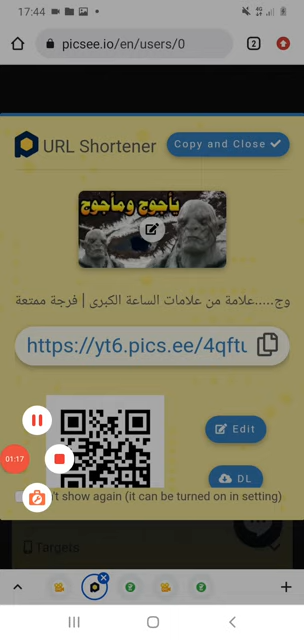 17:44
4G
picsee.io/en/users/0
2
URL Shortener
Copy and Close
يأجوج ومأجوج
وج.....علامة من علامات الساعة الكبرى | فرجة ممتعة
https://yt6.pics.ee/4qft
Edit
01:17
DL
t show again (it can be turned on in setting)
Targets